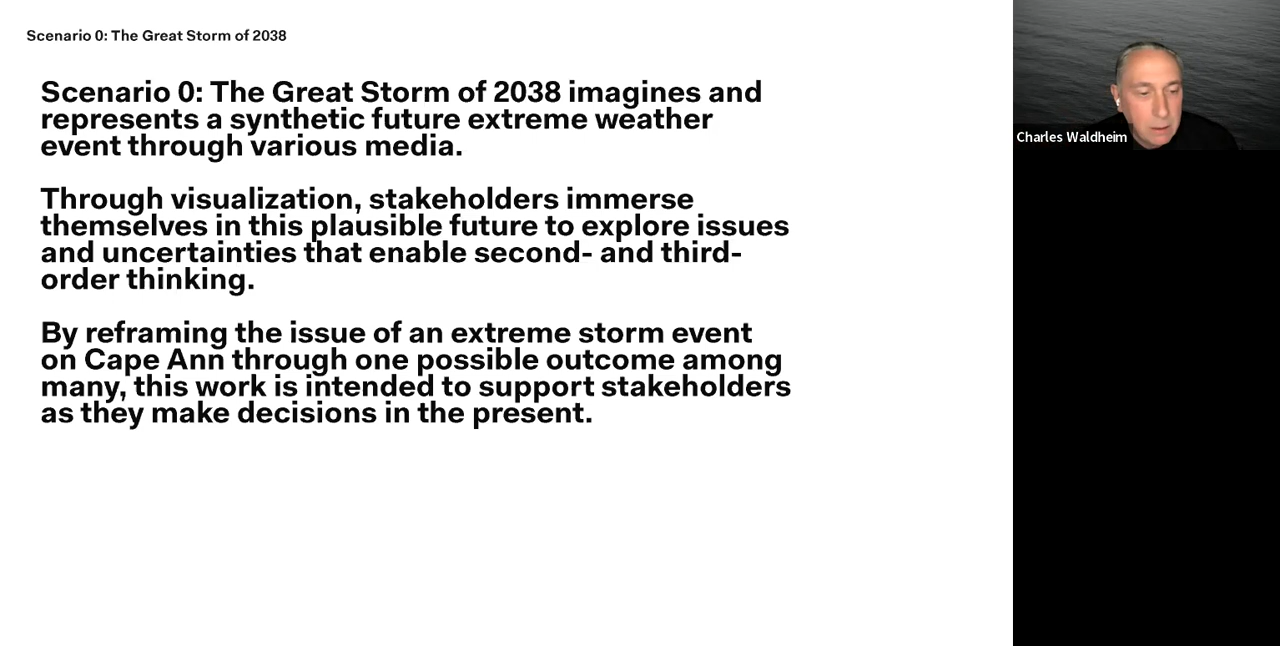 Scenario 0: The Great Storm of 2038
Scenario 0: The Great Storm of 2038 imagines and
represents a synthetic future extreme weather
event through various media.
Through visualization, stakeholders immerse
themselves in this plausible future to explore issues
and uncertainties that enable second- and third-
order thinking.
By reframing the issue of an extreme storm event
on Cape Ann through one possible outcome among
many, this work is intended to support stakeholders
as they make decisions in the present.
Charles Waldheim